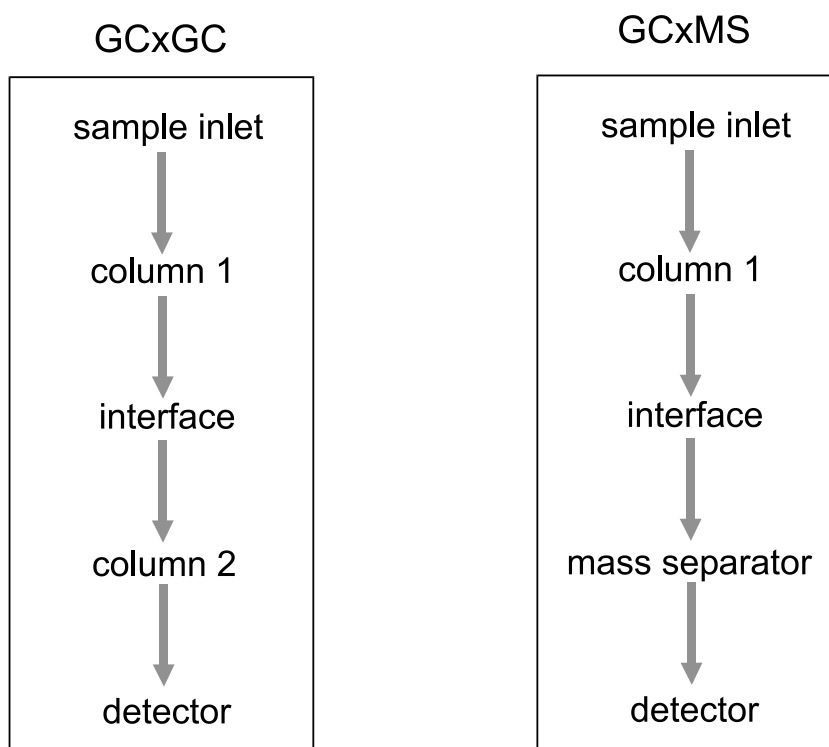 GCxGC
sample inlet
column 1
interface
column 2
detector
GCxMS
sample inlet
column 1
interface
mass separator
detector